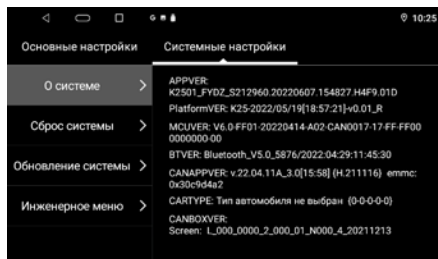 10:25
Основные настройки
Системные настройки
О системе
Сброс системы
Обновление системы
Инженерное меню
APPVER:
K2501_FYDZ_S212960.20220607.154827.H4F9.01D
PlatformVER: K25-2022/05/19[18:57:21]-v0.01_R
MCUVER: V6.0-FF01-20220414-A02-CAN0017-17-FF-FF00
0000000-00
BTVER: Bluetooth_V5.0_5876/2022:04:29:11:45:30
CANAPPVER: v.22.04.11A_3.0[15:58] (H.211116) emmc:
0x30c9d4a2
CARTYPE: Тип автомобиля не выбран {0-0-0-0}
CANBOXVER:
Screen: L_000_0000_2_000_01_N000_4_20211213